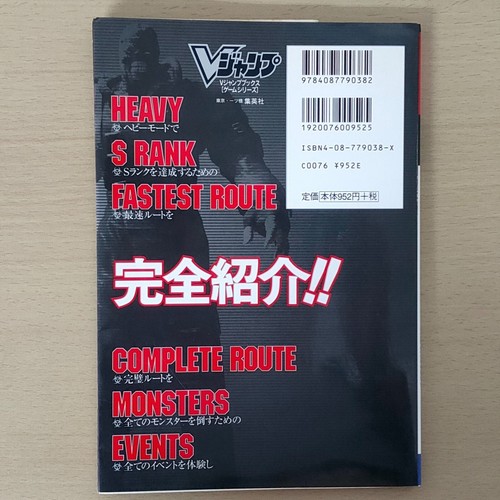 Vジャンプ
Vジャンプブックス
[ゲームシリーズ]
東京・一ツ橋 集英社
9784087790382
1920076009525
ISBN4-08-779038-X
C0076 ¥952E
定価 本体952円+税
HEAVY
ヘビーモードで
S RANK
Sランクを達成するための
FASTEST ROUTE
最速ルートを
完全紹介!!
COMPLETE ROUTE
完璧ルートを
MONSTERS
全てのモンスターを倒すための
EVENTS
全てのイベントを体験し